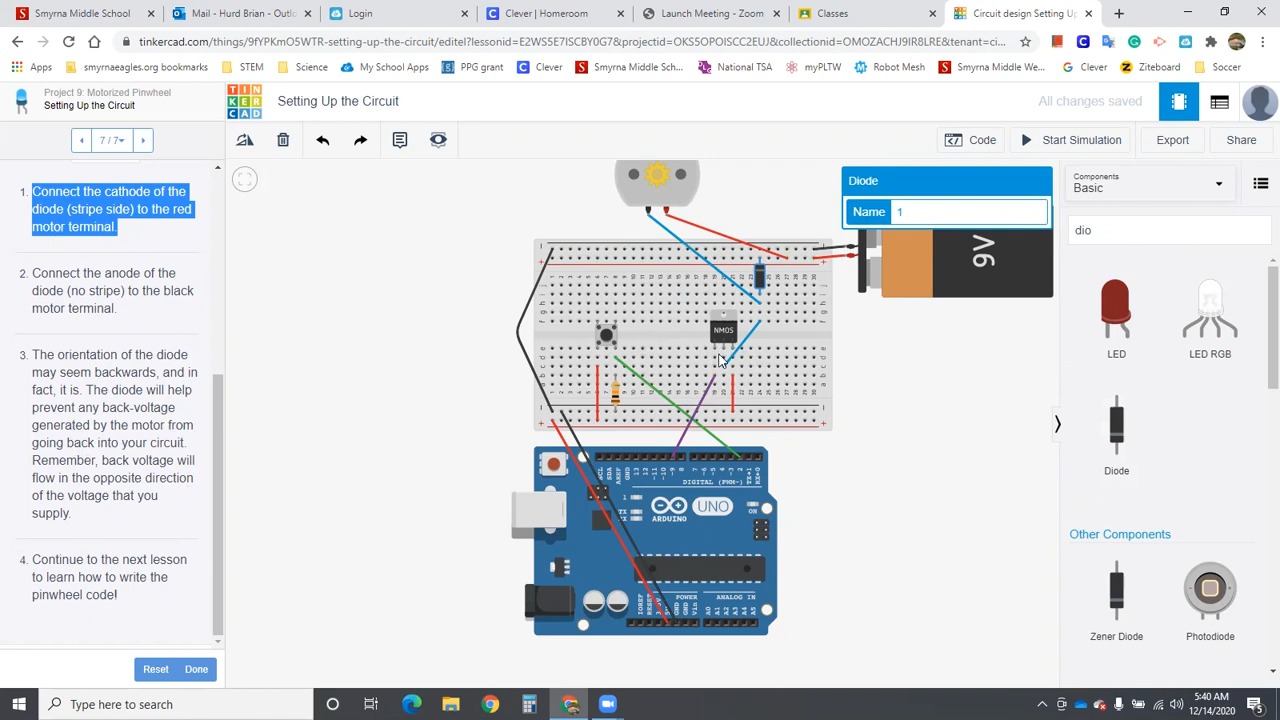 Smyrna Middle School
Mail - Hurd Brian - Outlo
Login
Clever | Homeroom
Launch Meeting - Zoom
Classes
Circuit design Setting Up
tinkercad.com/things/9fYPKmO5WTR-setting-up-the-circuit/editel?lessonid=E2WS5E7ISCBY0G7&projectid=OKS5OPOISCC2EUJ&collectionid=OMOZACHJ9IR8LRE&tenant=ci...
Apps
smyrnaeagles.org bookmarks
STEM
Science
My School Apps
PPG grant
Clever
Smyrna Middle Sch...
National TSA
myPLTW
Robot Mesh
Smyrna Middle We...
Clever
Ziteboard
Soccer
Project 9: Motorized Pinwheel
Setting Up the Circuit
TIN
KER
CAD
Setting Up the Circuit
All changes saved
7 / 7
Code
Start Simulation
Export
Share
1. Connect the cathode of the
diode (stripe side) to the red
motor terminal.
2. Connect the anode of the
diode (no stripe) to the black
motor terminal.
3. The orientation of the diode
may seem backwards, and in
fact, it is. The diode will help
prevent any back-voltage
generated by the motor from
going back into your circuit.
Remember, back voltage will
flow in the opposite direction
of the voltage that you
supply.
4. Continue to the next lesson
to learn how to write the
pinwheel code!
Reset
Done
Diode
Name
1
9V
NMOS
DIGITAL (PWM~)
UNO
ARDUINO
ON
POWER
ANALOG IN
Components
Basic
dio
LED
LED RGB
Diode
Other Components
Zener Diode
Photodiode
Type here to search
5:40 AM
12/14/2020